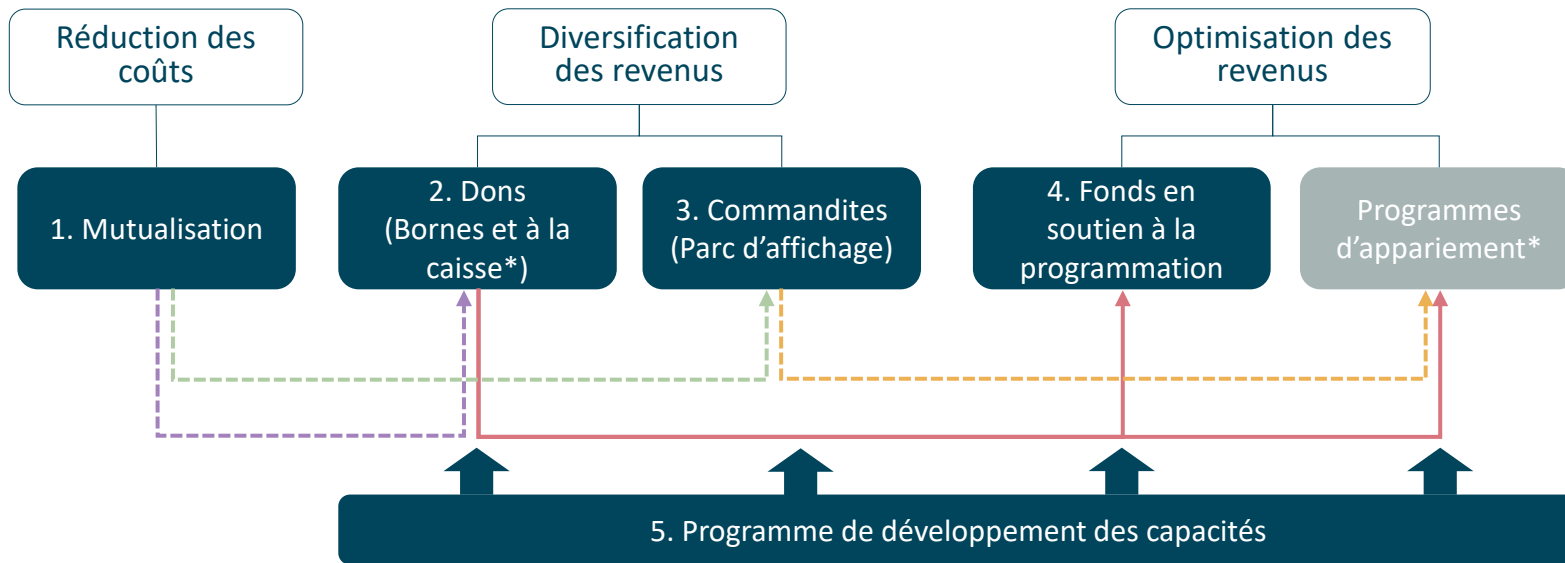 Réduction des
coûts
Diversification
des revenus
Optimisation des
revenus
1. Mutualisation
2. Dons
(Bornes et à la
caisse*)
3. Commandites
(Parc d’affichage)
4. Fonds en
soutien à la
programmation
Programmes
d’appariement*
5. Programme de développement des capacités